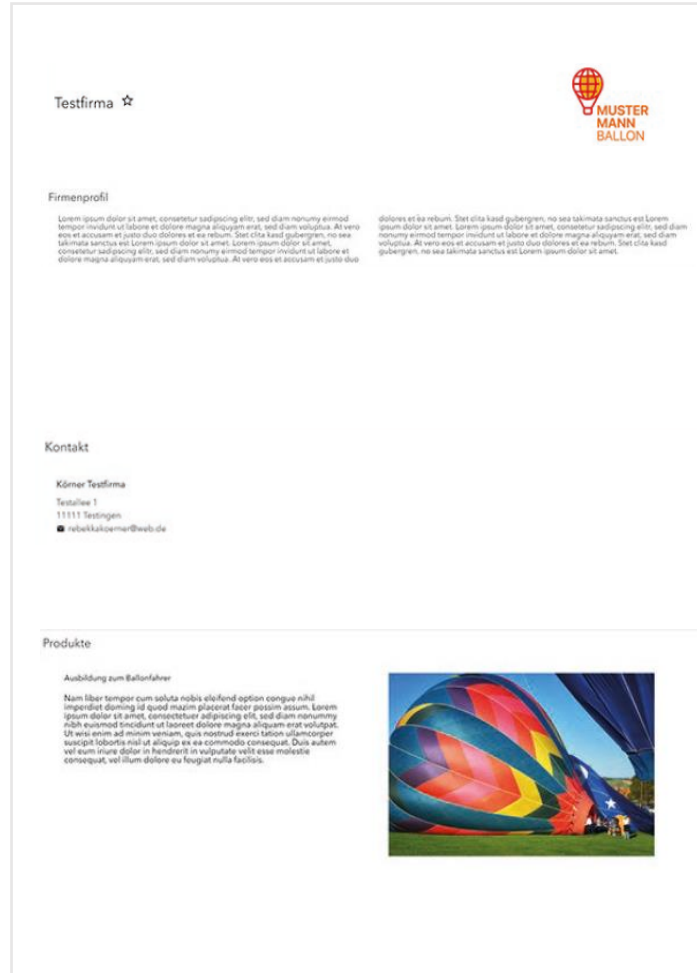 Testfirma
MUSTER
MANN
BALLON
Firmenprofil
Lorem ipsum dolor sit amet, consetetur sadipscing elitr, sed diam nonumy eirmod
tempor invidunt ut labore et dolore magna aliquyam erat, sed diam voluptua. At vero
eos et accusam et justo duo dolores et ea rebum. Stet clita kasd gubergren, no sea
takimata sanctus est Lorem ipsum dolor sit amet. Lorem ipsum dolor sit amet,
consetetur sadipscing elitr, sed diam nonumy eirmod tempor invidunt ut labore et
dolore magna aliquyam erat, sed diam voluptua. At vero eos et accusam et justo duo
dolores et ea rebum. Stet clita kasd gubergren, no sea takimata sanctus est Lorem
ipsum dolor sit amet. Lorem ipsum dolor sit amet, consetetur sadipscing elitr, sed diam
nonumy eirmod tempor invidunt ut labore et dolore magna aliquyam erat, sed diam
voluptua. At vero eos et accusam et justo duo dolores et ea rebum. Stet clita kasd
gubergren, no sea takimata sanctus est Lorem ipsum dolor sit amet.
Kontakt
Körner Testfirma
Testallee 1
11111 Testingen
rebekkakoerner@web.de
Produkte
Ausbildung zum Ballonfahrer
Nam liber tempor cum soluta nobis eleifend option congue nihil
imperdiet doming id quod mazim placerat facer possim assum. Lorem
ipsum dolor sit amet, consectetuer adipiscing elit, sed diam nonummy
nibh euismod tincidunt ut laoreet dolore magna aliquam erat volutpat.
Ut wisi enim ad minim veniam, quis nostrud exerci tation ullamcorper
suscipit lobortis nisl ut aliquip ex ea commodo consequat. Duis autem
vel eum iriure dolor in hendrerit in vulputate velit esse molestie
consequat, vel illum dolore eu feugiat nulla facilisis.